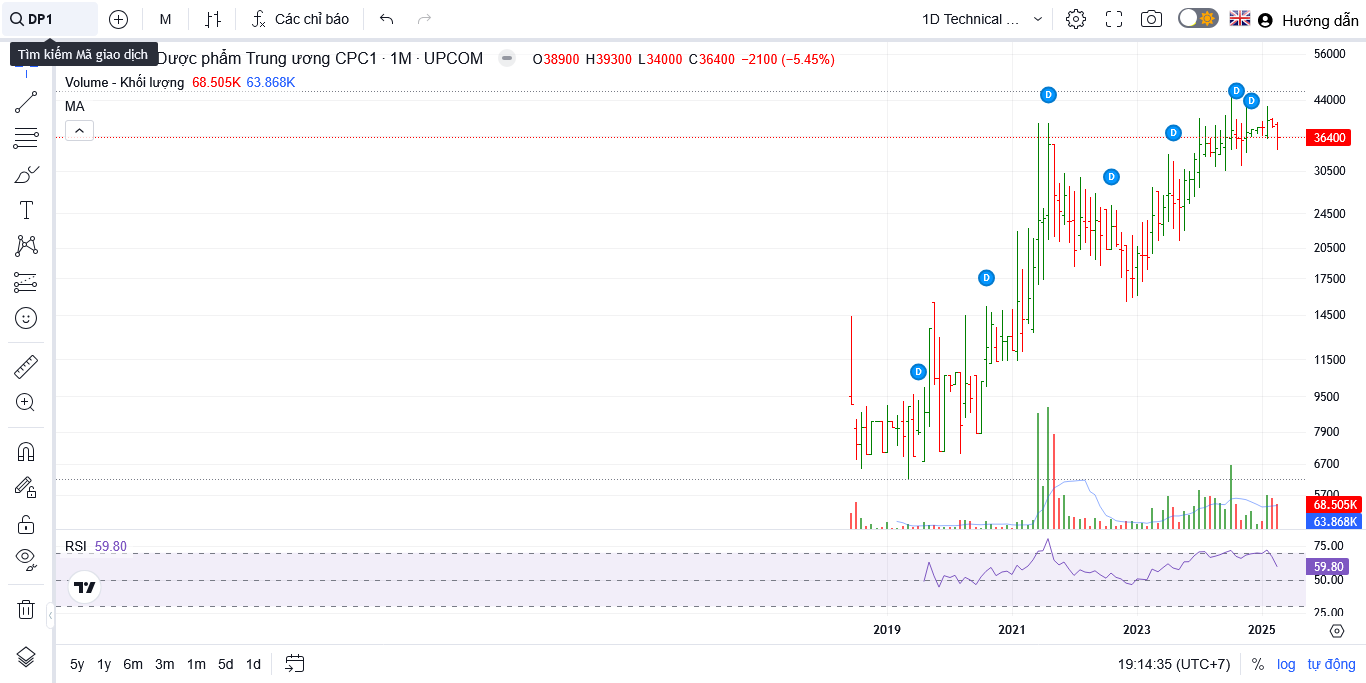 DP1
M
Các chỉ báo
1D Technical ...
Hướng dẫn
Tìm kiếm Mã giao dịch
Dược phẩm Trung ương CPC1 · 1M · UPCOM
O38900 H39300 L34000 C36400 −2100 (−5.45%)
Volume - Khối lượng 68.505K 63.868K
MA
56000
44000
36400
30500
24500
20500
17500
14500
11500
9500
7900
6700
5700
68.505K
63.868K
D
D
D
D
D
D
D
RSI 59.80
75.00
59.80
50.00
25.00
2019
2021
2023
2025
5y 1y 6m 3m 1m 5d 1d
19:14:35 (UTC+7)
%
log
tự động